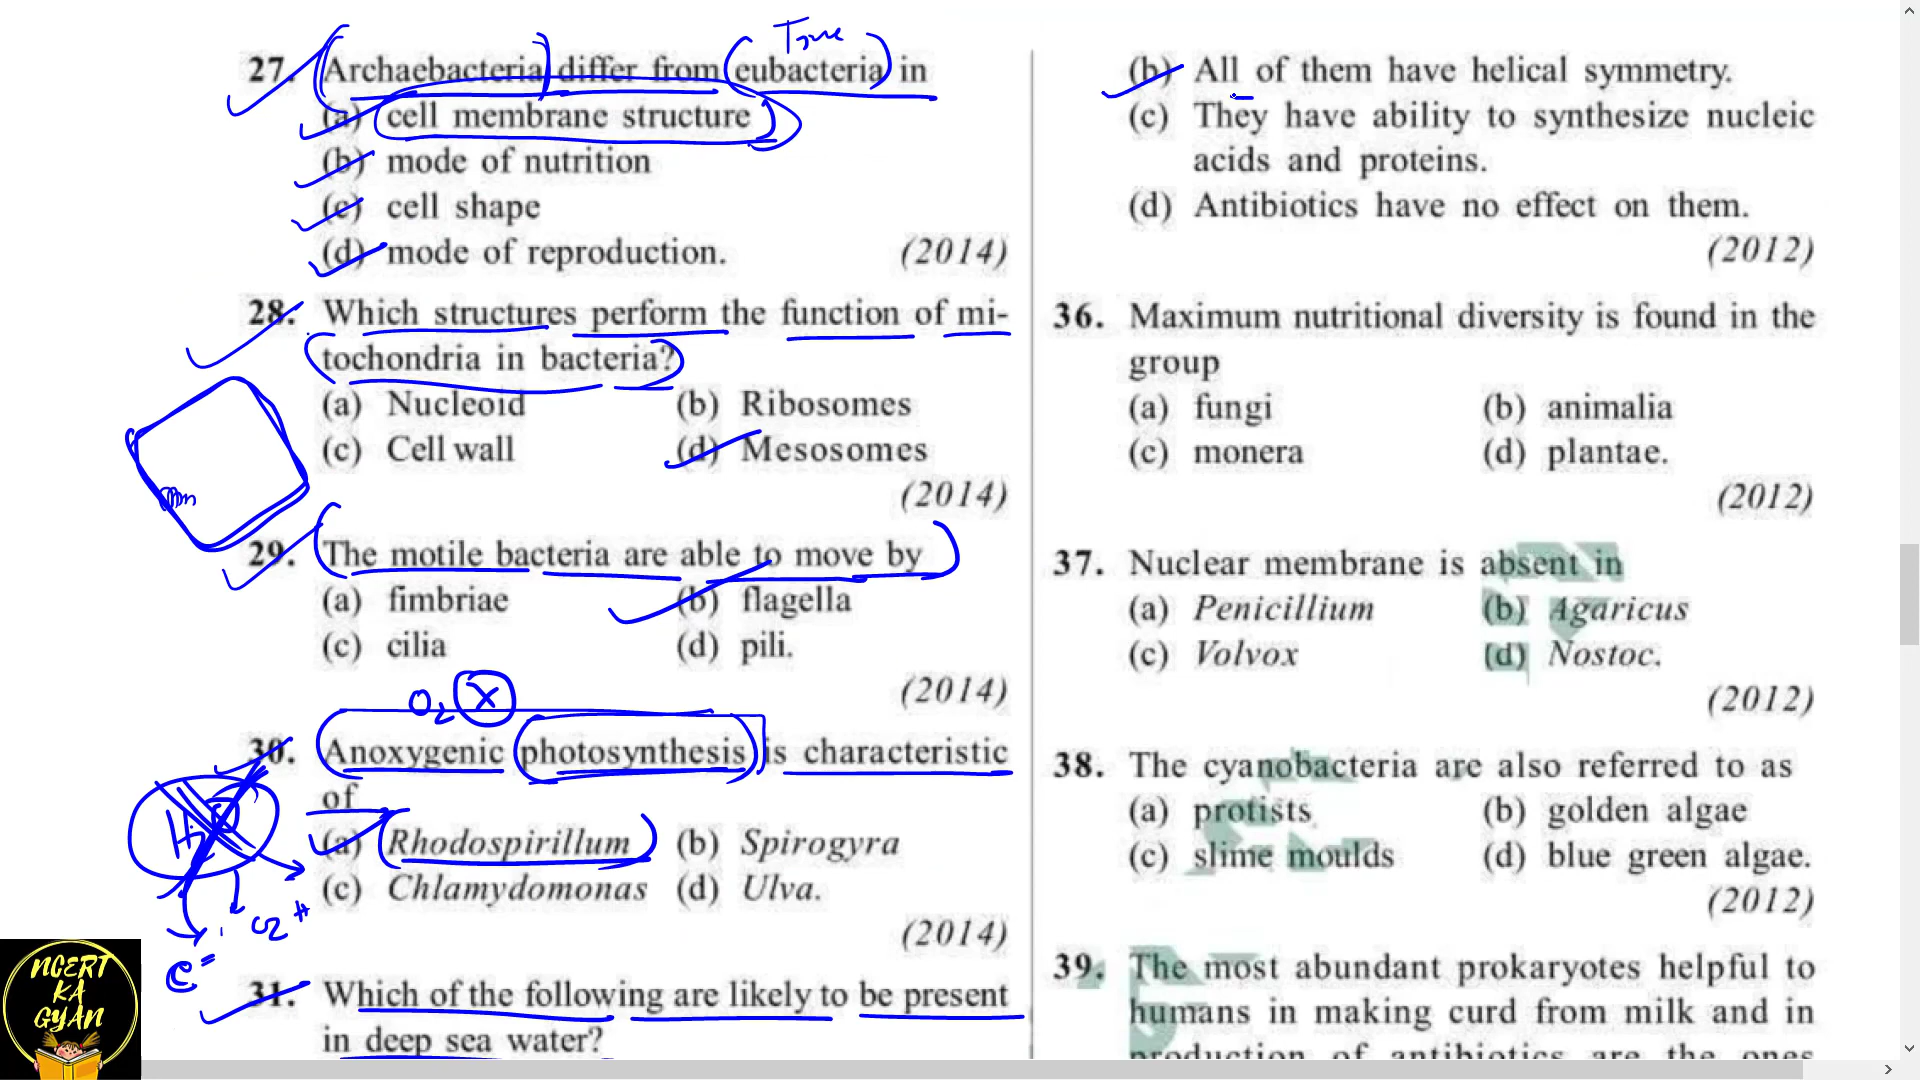 True
27. Archaebacteria differ from eubacteria in
(a) cell membrane structure
(b) mode of nutrition
(c) cell shape
(d) mode of reproduction. (2014)
28. Which structures perform the function of mi-
tochondria in bacteria?
(a) Nucleoid (b) Ribosomes
(c) Cell wall (d) Mesosomes
(2014)
29. The motile bacteria are able to move by
(a) fimbriae (b) flagella
(c) cilia (d) pili.
(2014)
O2 X
30. Anoxygenic photosynthesis is characteristic
of
(a) Rhodospirillum (b) Spirogyra
(c) Chlamydomonas (d) Ulva.
(2014)
31. Which of the following are likely to be present
in deep sea water?
(b) All of them have helical symmetry.
(c) They have ability to synthesize nucleic
acids and proteins.
(d) Antibiotics have no effect on them.
(2012)
36. Maximum nutritional diversity is found in the
group
(a) fungi (b) animalia
(c) monera (d) plantae.
(2012)
37. Nuclear membrane is absent in
(a) Penicillium (b) Agaricus
(c) Volvox (d) Nostoc.
(2012)
38. The cyanobacteria are also referred to as
(a) protists (b) golden algae
(c) slime moulds (d) blue green algae.
(2012)
39. The most abundant prokaryotes helpful to
humans in making curd from milk and in
production of antibiotics are the ones
NCERT
KA
GYAN